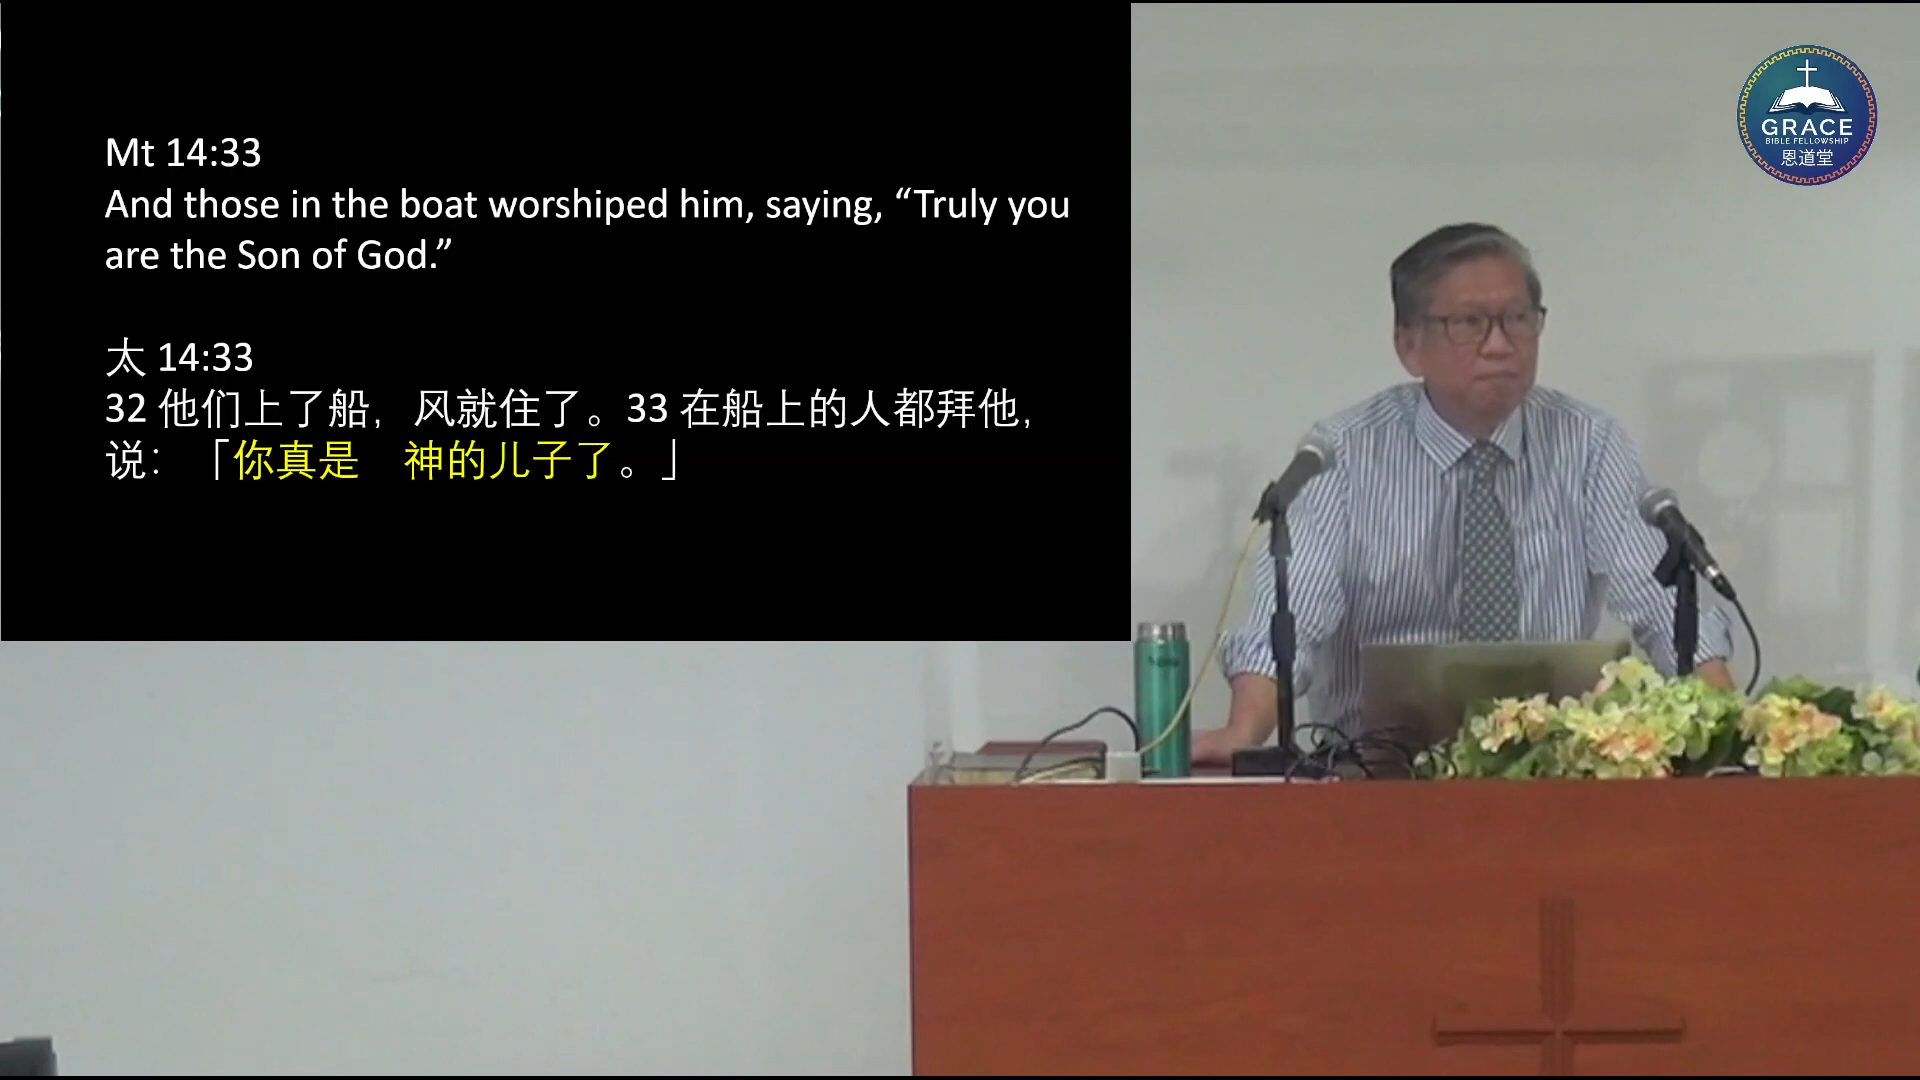 Mt 14:33
And those in the boat worshiped him, saying, “Truly you
are the Son of God.”
太 14:33
32 他们上了船，风就住了。33 在船上的人都拜他，
说：「你真是　神的儿子了。」
GRACE
BIBLE FELLOWSHIP
恩道堂